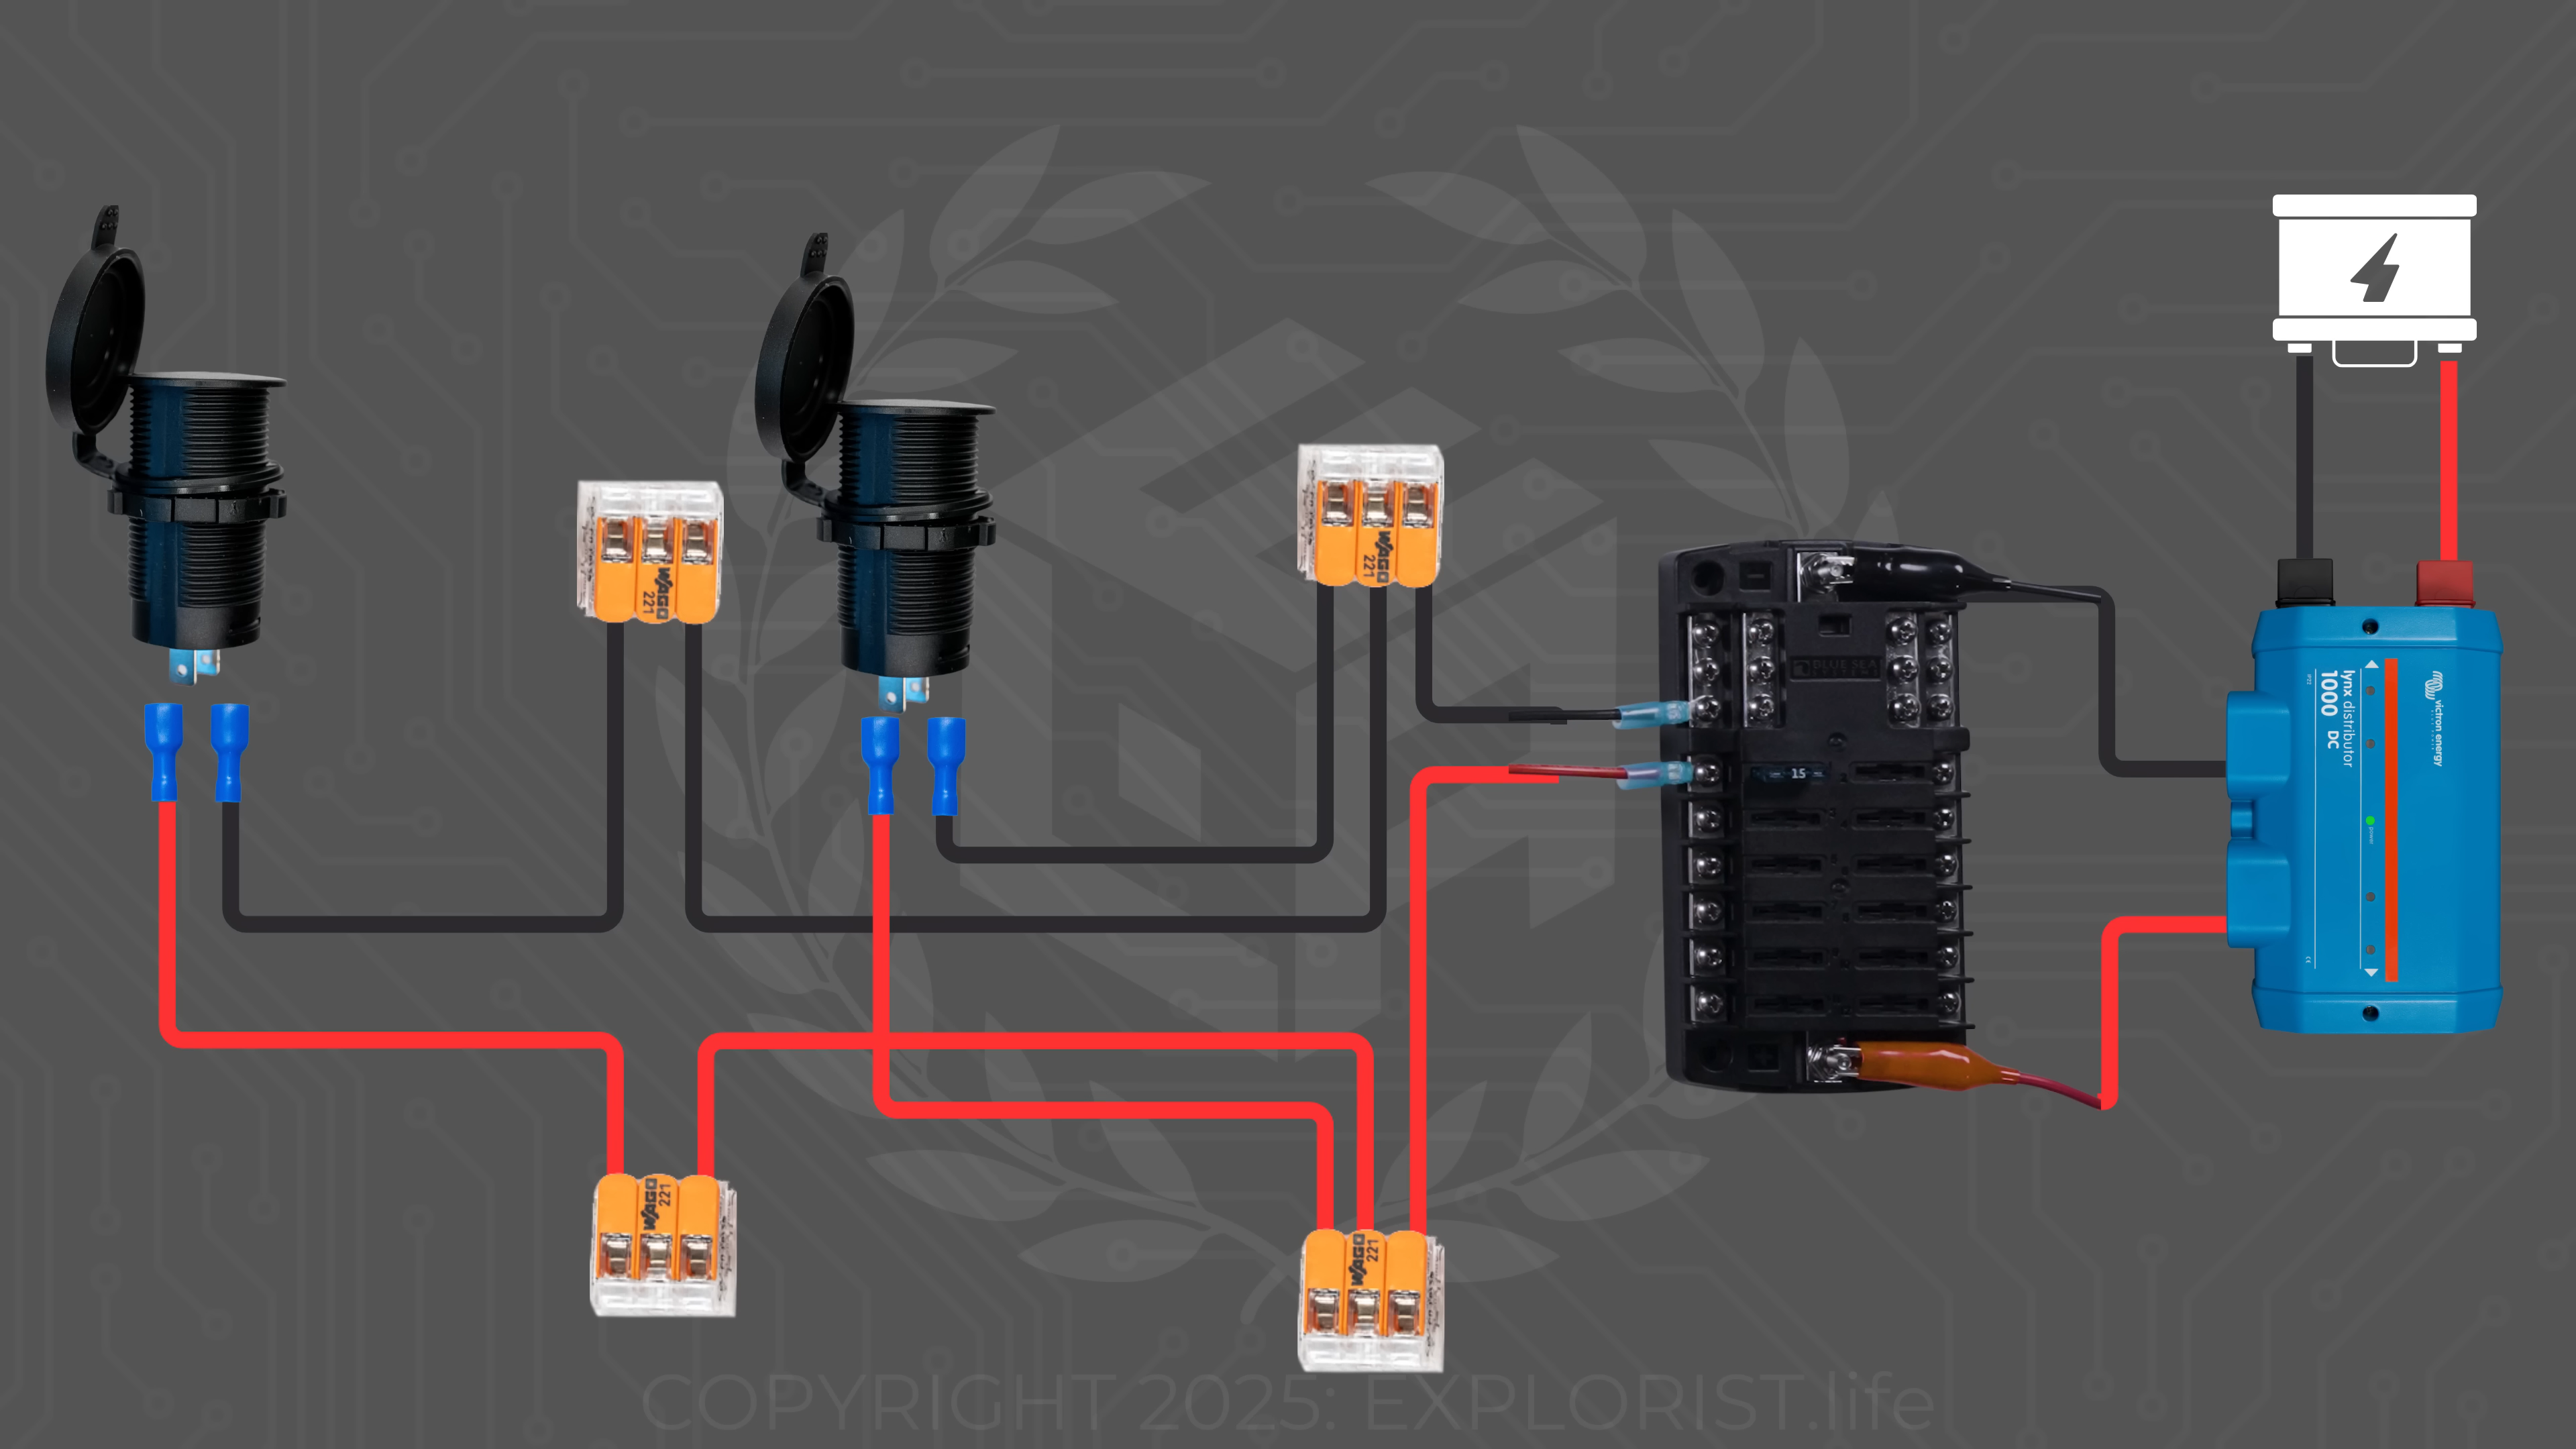 WAGO
221
WAGO
221
BLUE SEA
15
lynx distributor
1000 DC
victron energy
power
WAGO
221
WAGO
221
COPYRIGHT 2025: EXPLORIST.life